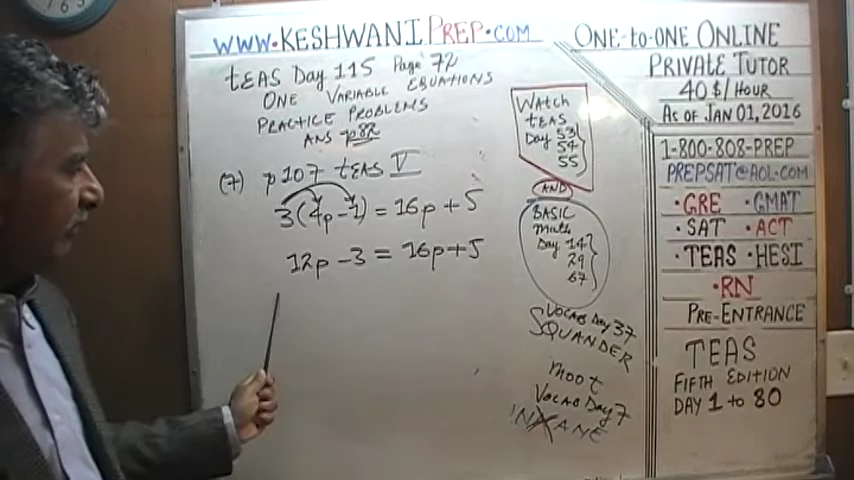 WWW.KESHWANIPREP.COM
TEAS Day 115 Page 72
ONE VARIABLE EQUATIONS
PRACTICE PROBLEMS
ANS p82
(7) p107 TEAS V
3(4p-1)=16p+5
12p-3=16p+5
WATCH
TEAS
Day 53
54
55
AND
BASIC
Math
Day 14
29
67
VOCAB Day 37
SQUANDER
moot
VOCAB Day 7
INANE
ONE-to-ONE ONLINE
PRIVATE TUTOR
40$/HOUR
AS OF JAN 01, 2016
1-800-808-PREP
PREPSAT@AOL.COM
•GRE •GMAT
•SAT •ACT
•TEAS •HESI
•RN
PRE-ENTRANCE
TEAS
FIFTH EDITION
DAY 1 to 80